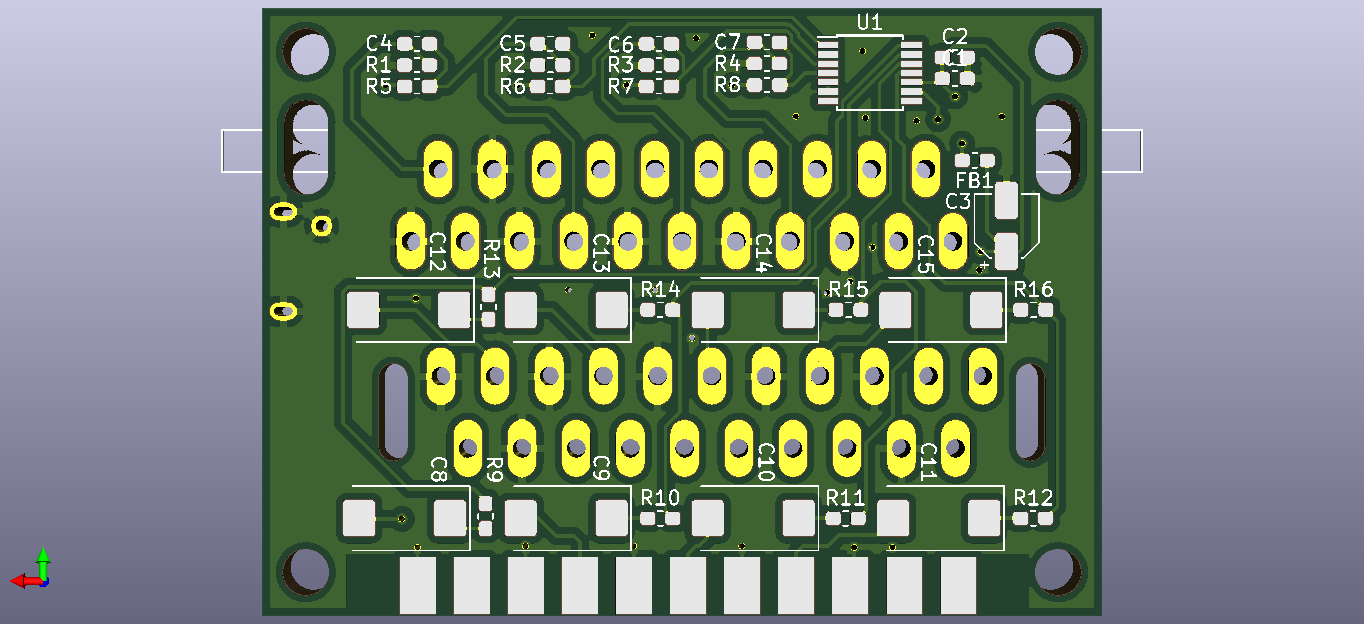 U1
C4 C5 C6 C7 C2
R1 R2 R3 R4 C1
R5 R6 R7 R8
FB1
C3
C12 R13 C13 C14 C15
+
R14 R15 R16
C8 R9 C9 C10 C11
R10 R11 R12